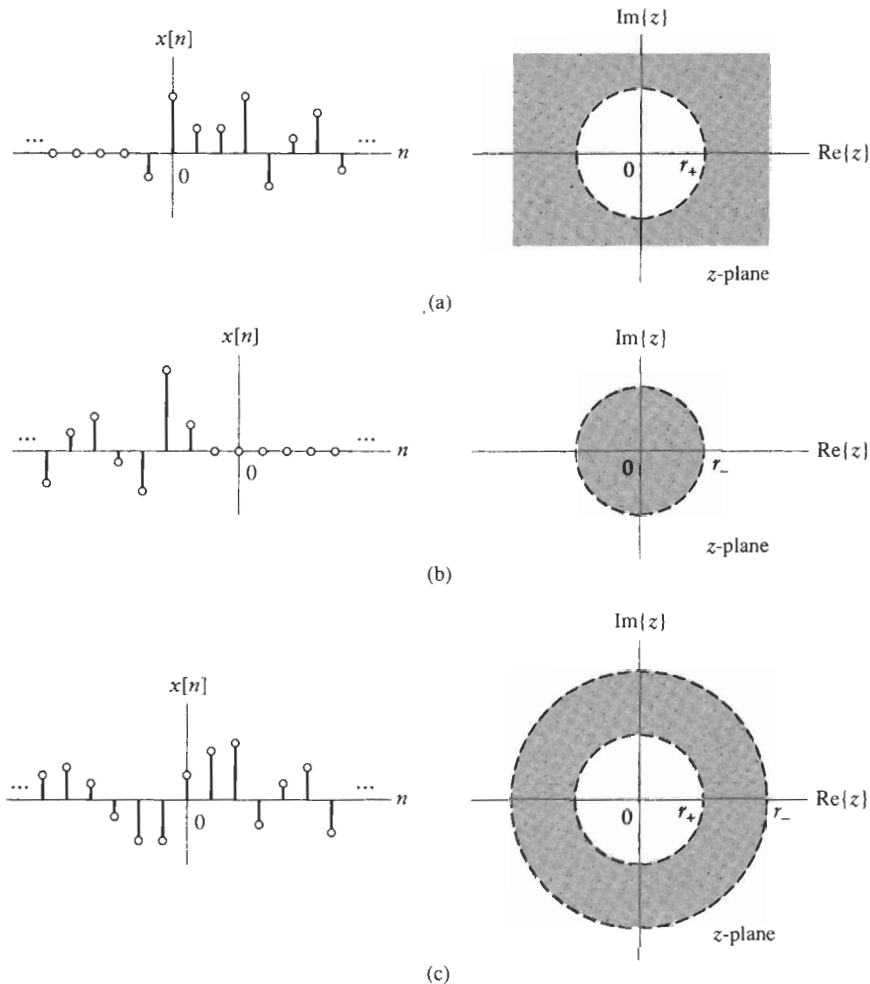 x[n]
Im{z}
... ... n
0
0 r₊ Re{z}
z-plane
(a)
x[n]
Im{z}
... ... n
0
0 r₋ Re{z}
z-plane
(b)
Im{z}
x[n]
... ... n
0
0 r₊ r₋ Re{z}
z-plane
(c)